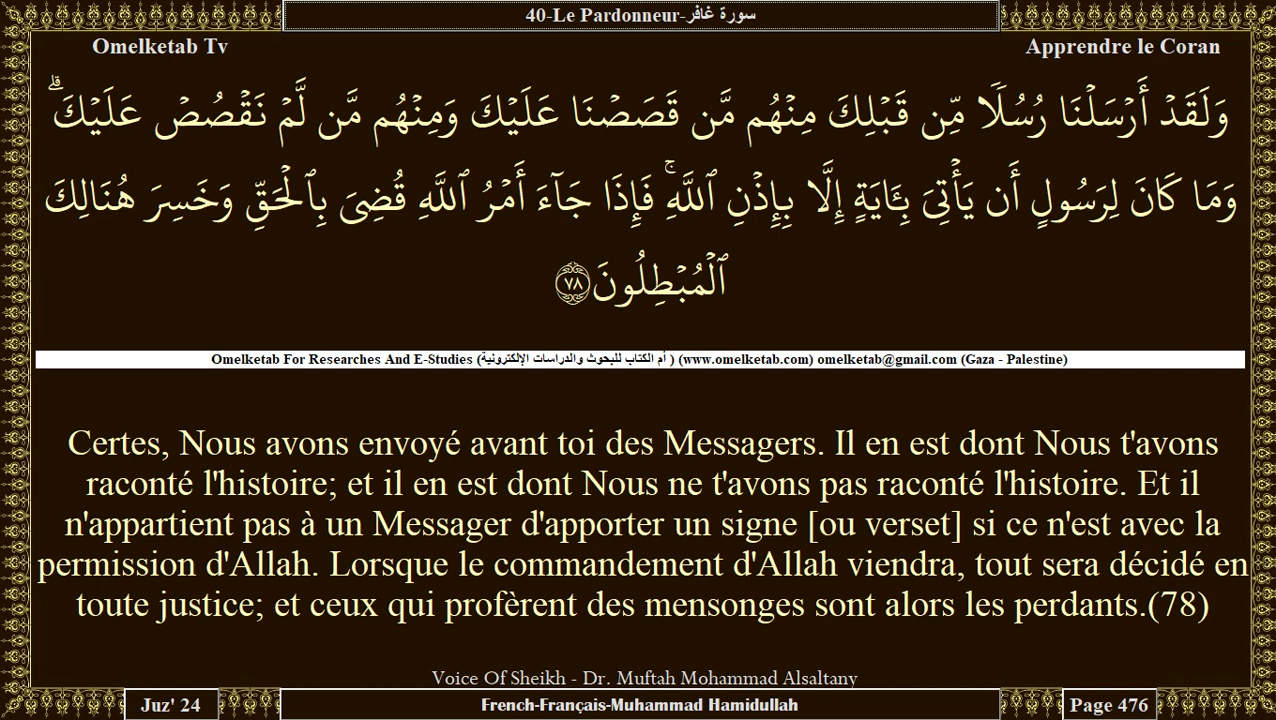 40-Le Pardonneur-سورة غافر
Omelketab Tv
Apprendre le Coran
وَلَقَدْ أَرْسَلْنَا رُسُلًا مِّن قَبْلِكَ مِنْهُم مَّن قَصَصْنَا عَلَيْكَ وَمِنْهُم مَّن لَّمْ نَقْصُصْ عَلَيْكَ ۗ
وَمَا كَانَ لِرَسُولٍ أَن يَأْتِىَ بِـَٔايَةٍ إِلَّا بِإِذْنِ ٱللَّهِ ۚ فَإِذَا جَآءَ أَمْرُ ٱللَّهِ قُضِىَ بِٱلْحَقِّ وَخَسِرَ هُنَالِكَ
ٱلْمُبْطِلُونَ ٧٨
Omelketab For Researches And E-Studies (أم الكتاب للبحوث والدراسات الإلكترونية ) (www.omelketab.com) omelketab@gmail.com (Gaza - Palestine)
Certes, Nous avons envoyé avant toi des Messagers. Il en est dont Nous t'avons
raconté l'histoire; et il en est dont Nous ne t'avons pas raconté l'histoire. Et il
n'appartient pas à un Messager d'apporter un signe [ou verset] si ce n'est avec la
permission d'Allah. Lorsque le commandement d'Allah viendra, tout sera décidé en
toute justice; et ceux qui profèrent des mensonges sont alors les perdants.(78)
Voice Of Sheikh - Dr. Muftah Mohammad Alsaltany
Juz' 24
French-Français-Muhammad Hamidullah
Page 476